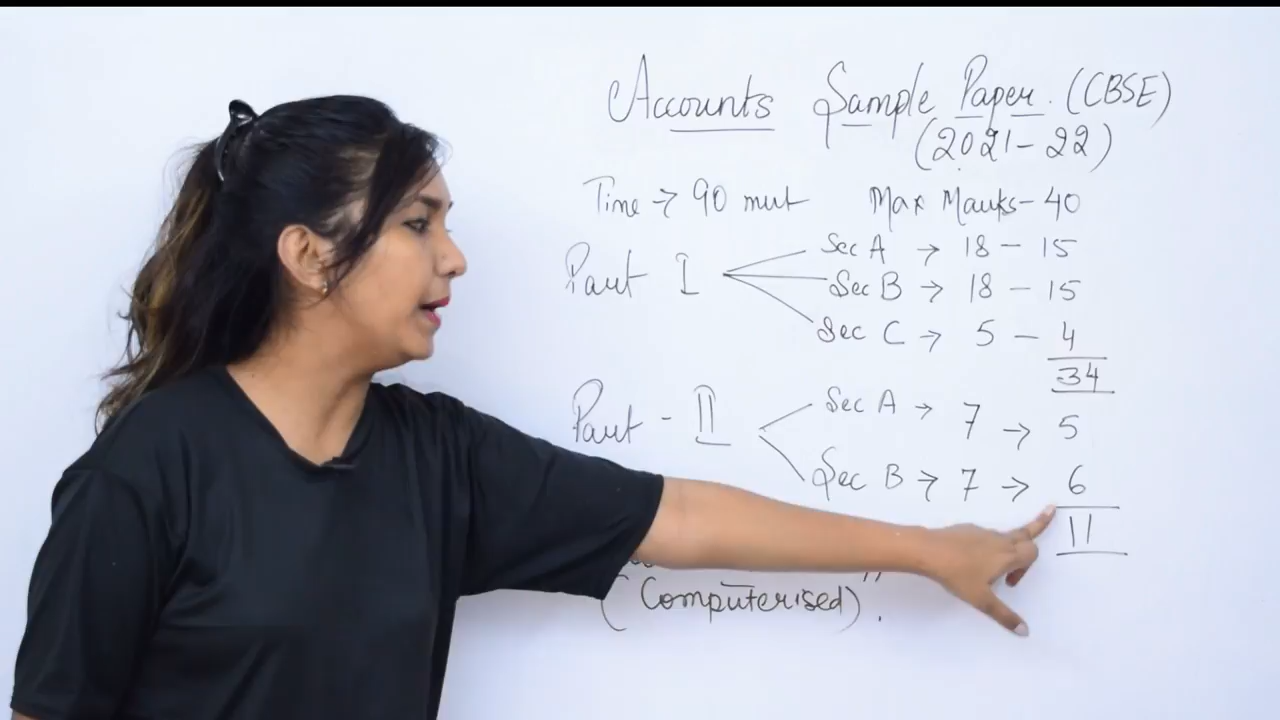 Accounts Sample Paper. (CBSE)
(2021-22)
Time → 90 mut Max Marks-40
Part I
Sec A → 18 - 15
Sec B → 18 - 15
Sec C → 5 - 4
34
Part - II
Sec A → 7 → 5
Sec B → 7 → 6
11
(Computerised)".